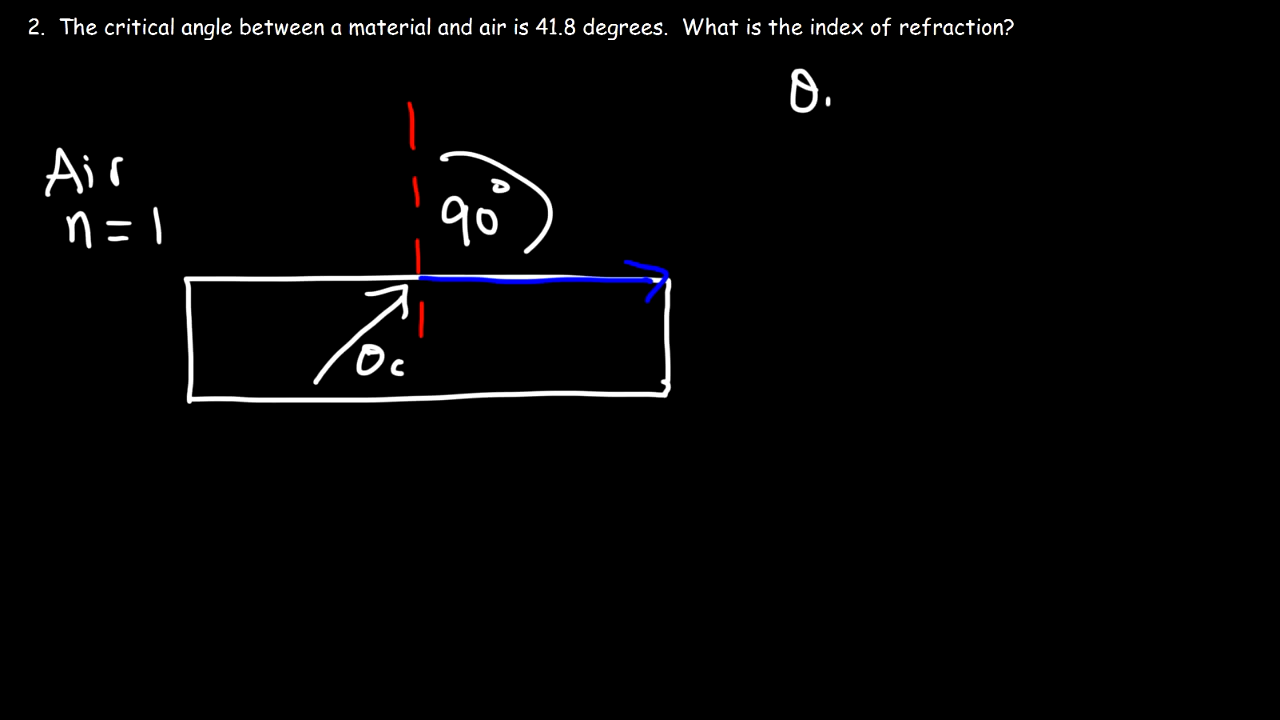 2. The critical angle between a material and air is 41.8 degrees. What is the index of refraction?
θ.
Air
n = 1
90°
θc